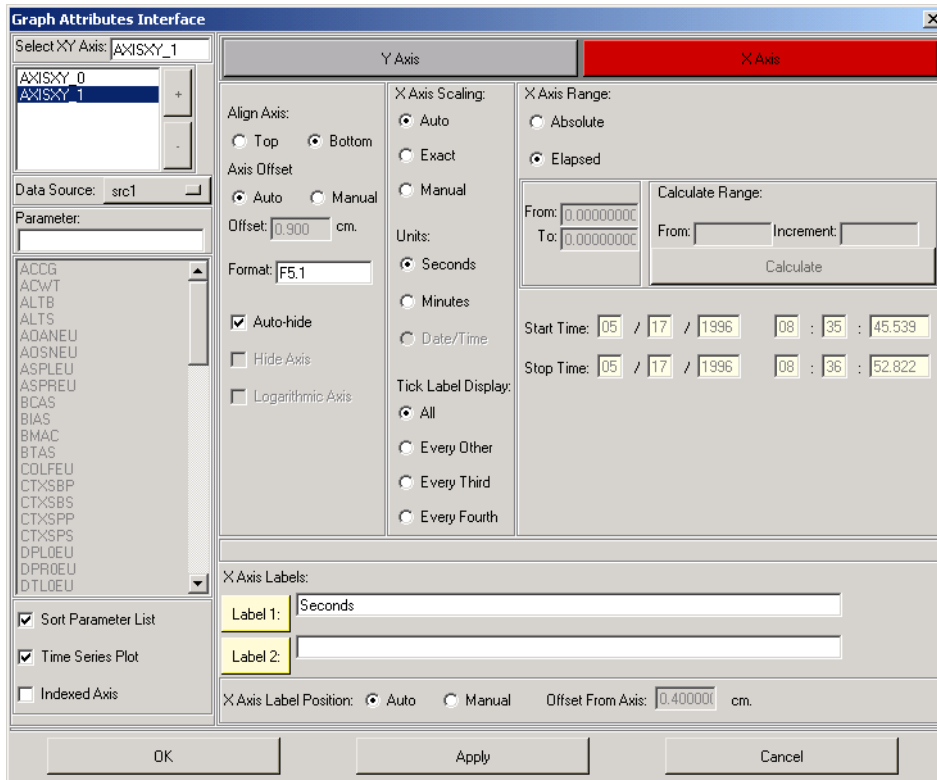 Graph Attributes Interface
Select XY Axis: AXISXY_1
AXISXY_0
AXISXY_1
+
-
Data Source: src1
Parameter:
ACCG
ACWT
ALTB
ALTS
AOANEU
AOSNEU
ASPLEU
ASPREU
BCAS
BIAS
BMAC
BTAS
COLFEU
CTXSBP
CTXSBS
CTXSPP
CTXSPS
DPL0EU
DPR0EU
DTL0EU
Sort Parameter List
Time Series Plot
Indexed Axis
Y Axis
X Axis
Align Axis:
Top Bottom
Axis Offset
Auto Manual
Offset: 0.900 cm.
Format: F5.1
Auto-hide
Hide Axis
Logarithmic Axis
X Axis Scaling:
Auto
Exact
Manual
Units:
Seconds
Minutes
Date/Time
Tick Label Display:
All
Every Other
Every Third
Every Fourth
X Axis Range:
Absolute
Elapsed
From: 0.00000000
To: 0.00000000
Calculate Range:
From: Increment:
Calculate
Start Time: 05 / 17 / 1996 08 : 35 : 45.539
Stop Time: 05 / 17 / 1996 08 : 36 : 52.822
X Axis Labels:
Label 1: Seconds
Label 2:
X Axis Label Position: Auto Manual Offset From Axis: 0.40000( cm.
OK Apply Cancel